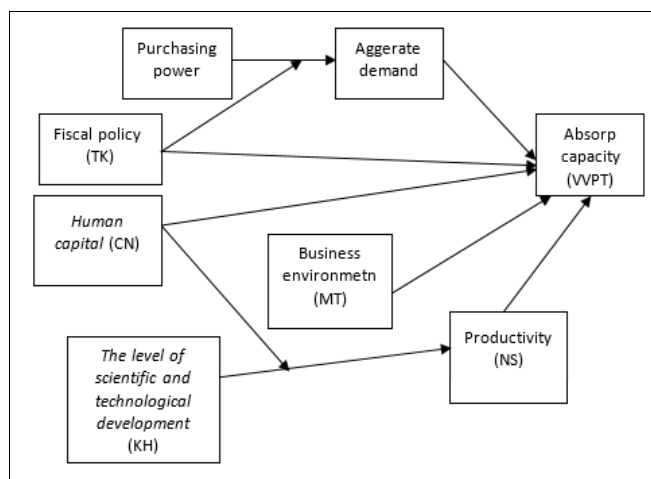 Purchasing
power
Aggerate
demand
Fiscal policy
(TK)
Absorp
capacity
(VVPT)
Human
capital (CN)
Business
environmetn
(MT)
Productivity
(NS)
The level of
scientific and
technological
development
(KH)